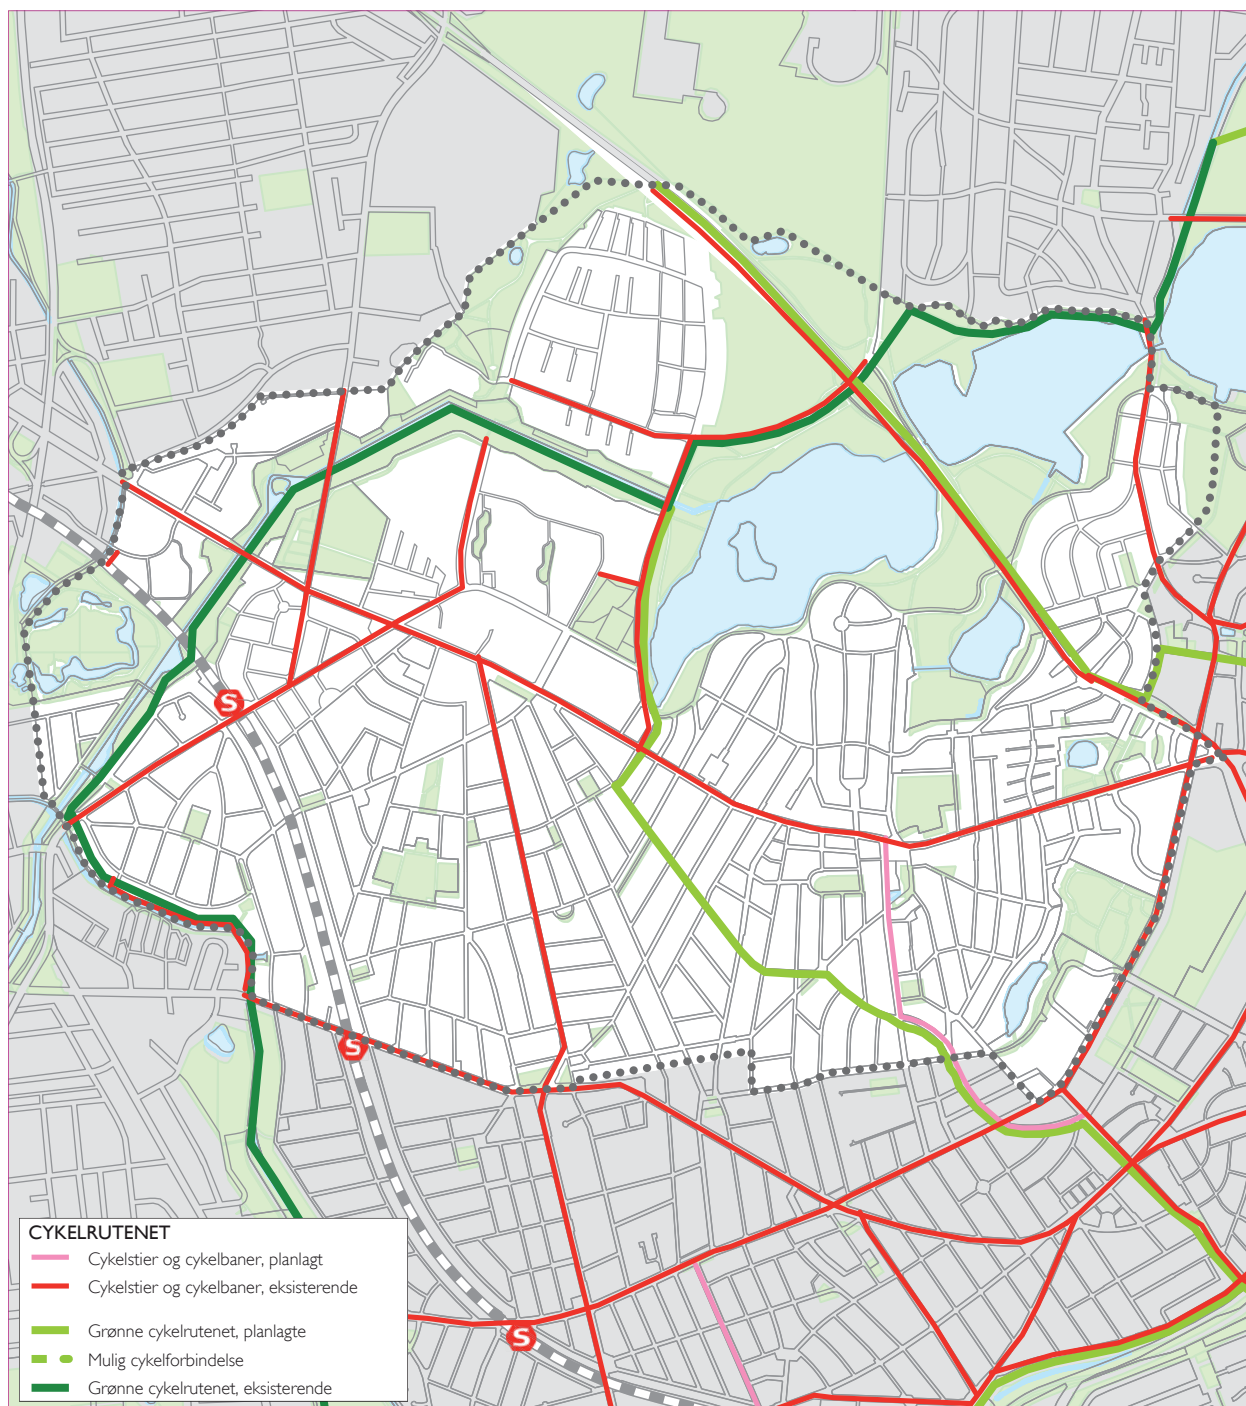 S
S
S
CYKELRUTENET
Cykelstier og cykelbaner, planlagt
Cykelstier og cykelbaner, eksisterende
Grønne cykelrutenet, planlagte
Mulig cykelforbindelse
Grønne cykelrutenet, eksisterende